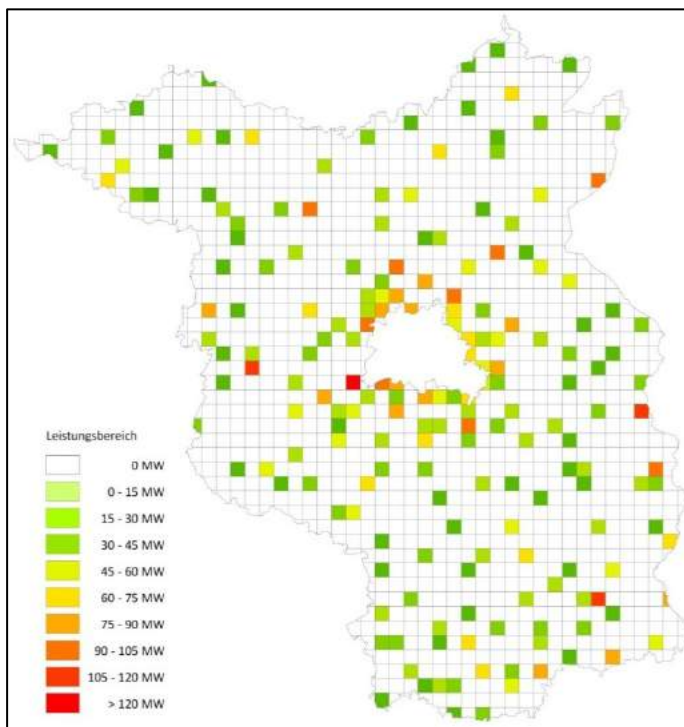 Leistungsbereich
0 MW
0 - 15 MW
15 - 30 MW
30 - 45 MW
45 - 60 MW
60 - 75 MW
75 - 90 MW
90 - 105 MW
105 - 120 MW
> 120 MW